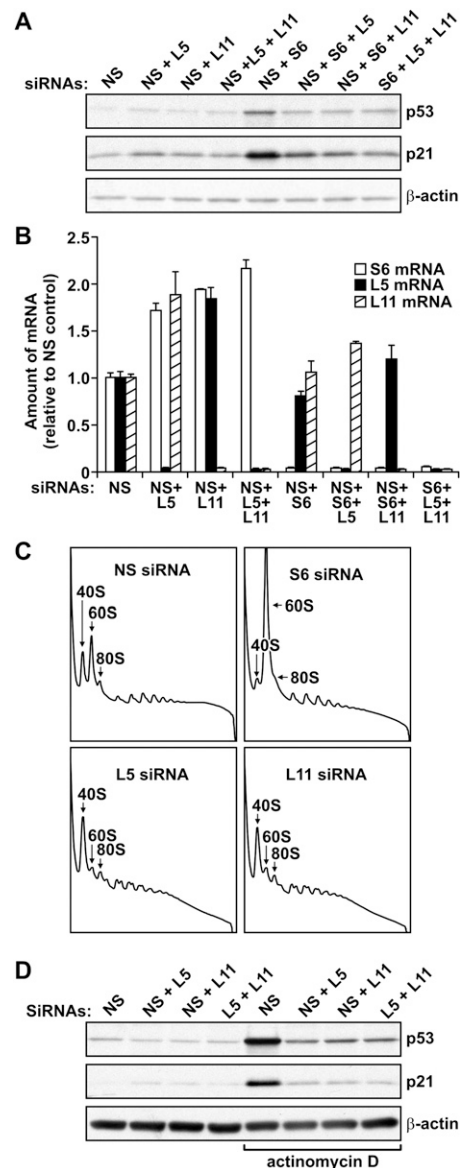 A
siRNAs: NS NS + L5 NS + L11 NS + L5 + L11 NS + S6 NS + S6 + L5 NS + S6 + L11 S6 + L5 + L11
p53
p21
β-actin
B
Amount of mRNA
(relative to NS control)
2.5
2.0
1.5
1.0
0.5
0
S6 mRNA
L5 mRNA
L11 mRNA
siRNAs: NS NS+ NS+ NS+ NS+ NS+ NS+ S6+
L5 L11 L5+ S6 S6+ S6+ L5+
L11 L5 L11 L11
C
NS siRNA
40S
60S
80S
S6 siRNA
60S
40S
80S
L5 siRNA
40S
60S
80S
L11 siRNA
40S
60S
80S
D
SiRNAs: NS NS + L5 NS + L11 L5 + L11 NS NS + L5 NS + L11 L5 + L11
p53
p21
β-actin
actinomycin D